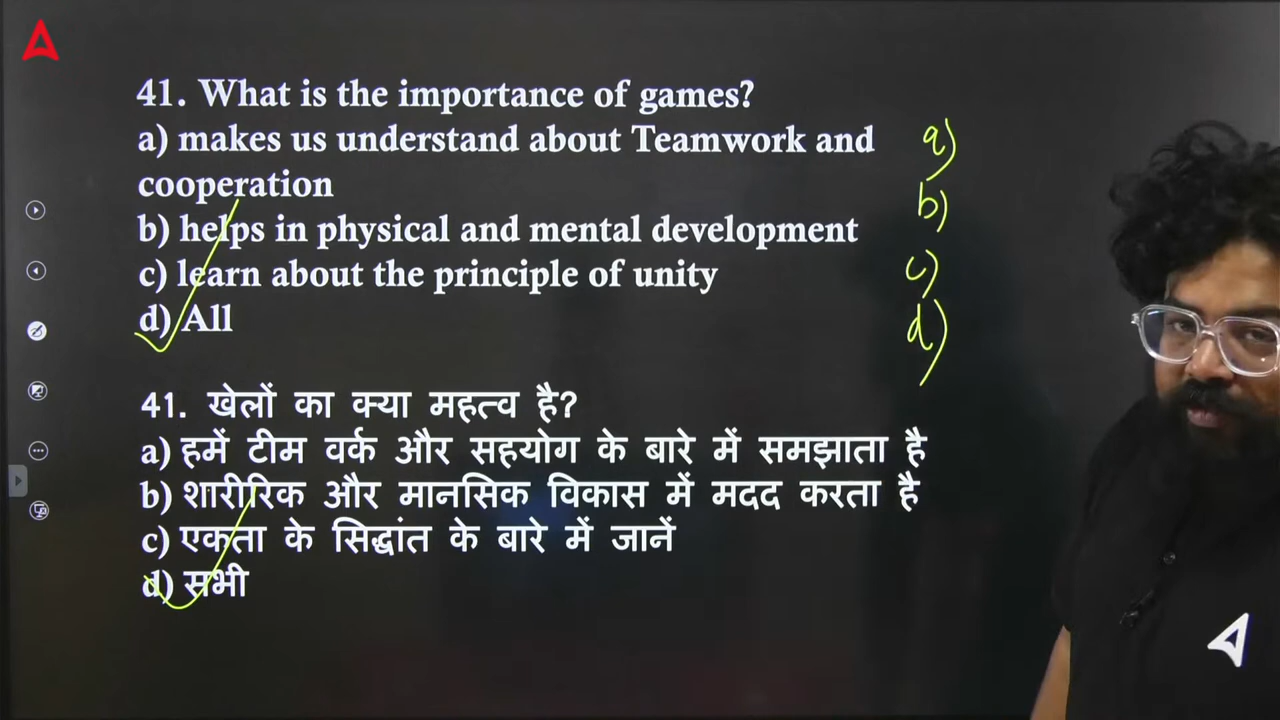 41. What is the importance of games?
a) makes us understand about Teamwork and
cooperation
b) helps in physical and mental development
c) learn about the principle of unity
d) All
a)
b)
c)
d)
41. खेलों का क्या महत्व है?
a) हमें टीम वर्क और सहयोग के बारे में समझाता है
b) शारीरिक और मानसिक विकास में मदद करता है
c) एकता के सिद्धांत के बारे में जानें
d) सभी